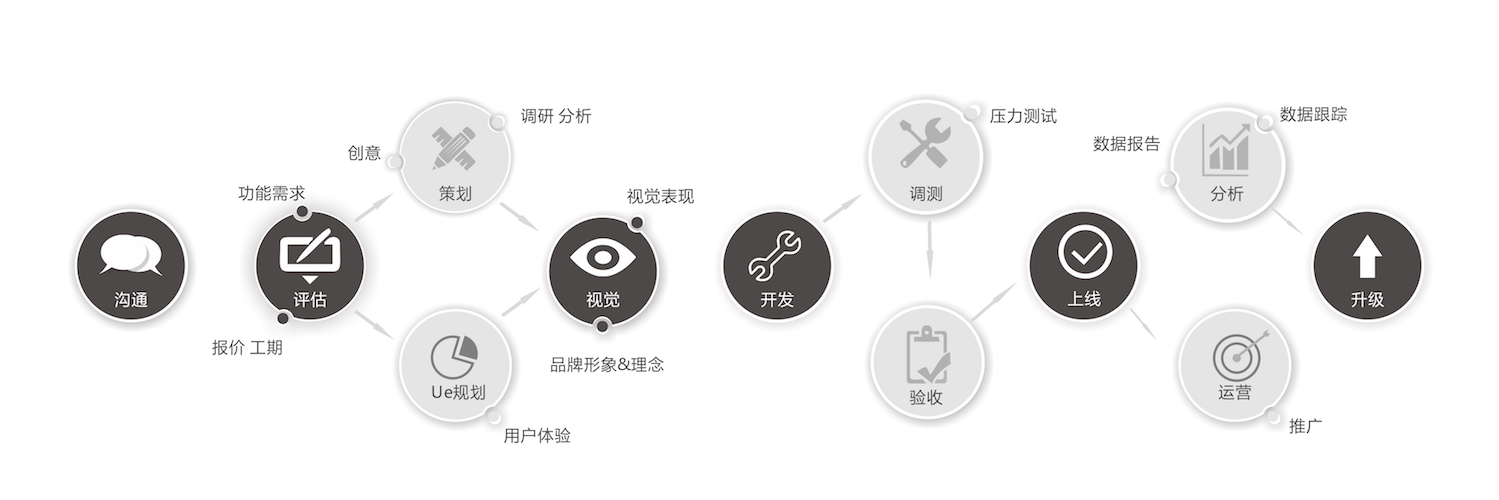 沟通
功能需求
评估
报价 工期
创意
调研 分析
策划
Ue规划
用户体验
视觉表现
视觉
品牌形象&理念
开发
压力测试
调测
验收
上线
数据报告
数据跟踪
分析
运营
推广
升级